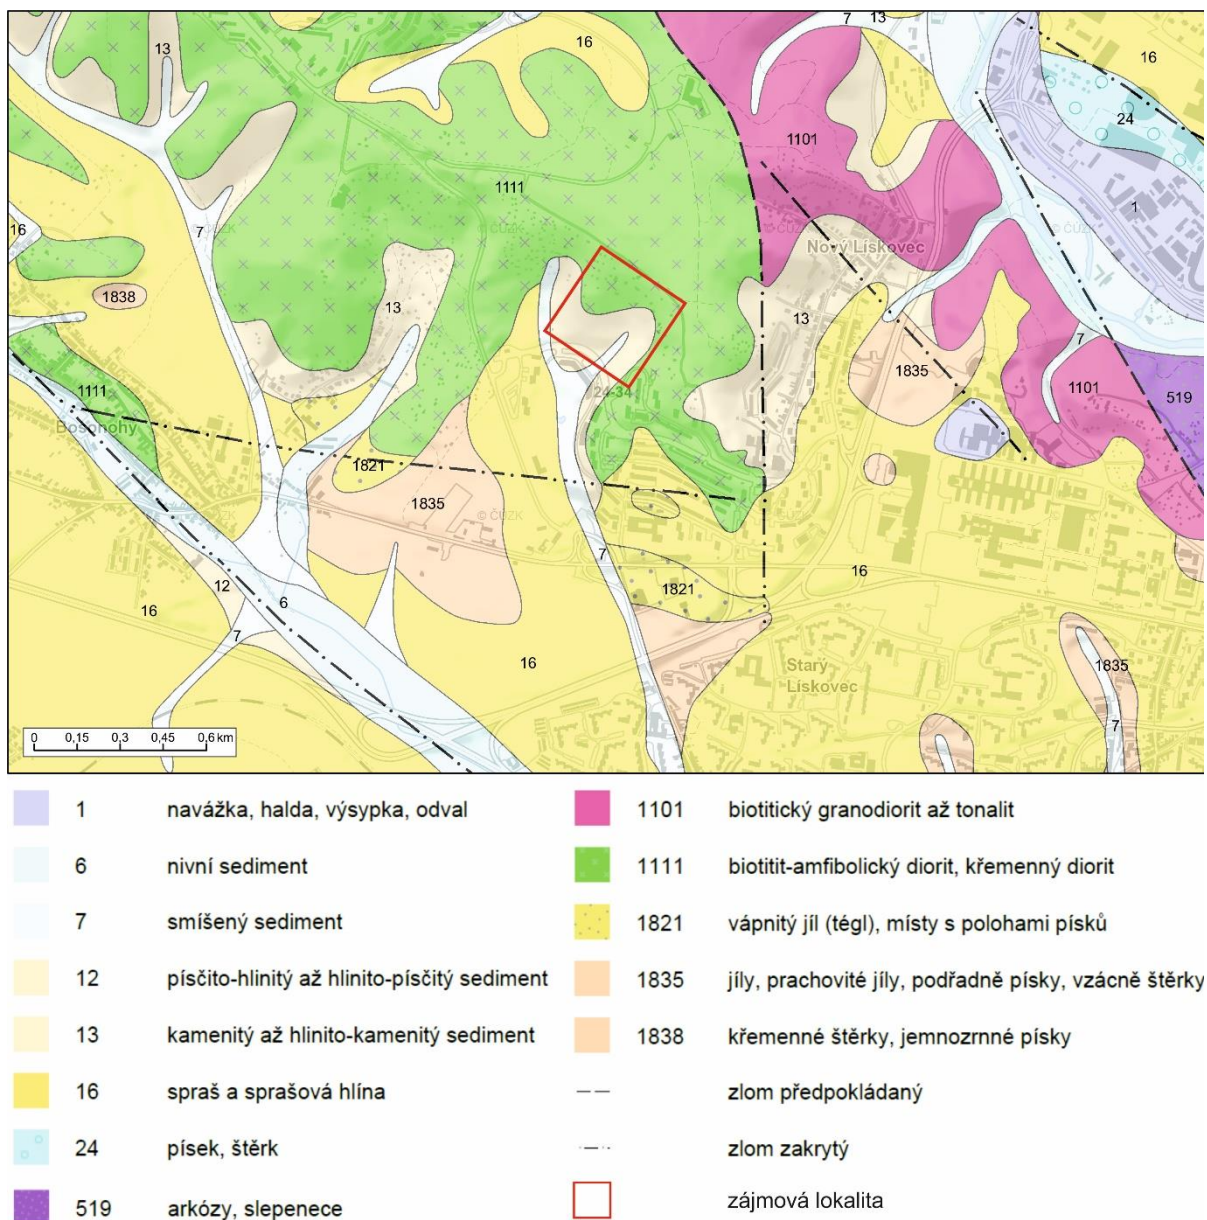 7
13
16
13
16
24
1101
1111
1
16
7
© ČÚZK
© ČÚZK
© ČÚZK
Nový Lískovec
1838
13
13
7
1835
1111
1101
519
24-34
Bosonohy
1821
1835
© ČÚZK
© ČÚZK
7
16
12
6
1821
16
7
16
Starý
Lískovec
1835
7
0 0,15 0,3 0,45 0,6 km
1 navážka, halda, výsypka, odval
6 nivní sediment
7 smíšený sediment
12 písčito-hlinitý až hlinito-písčitý sediment
13 kamenitý až hlinito-kamenitý sediment
16 spraš a sprašová hlína
24 písek, štěrk
519 arkózy, slepenece
1101 biotitický granodiorit až tonalit
1111 biotitit-amfibolický diorit, křemenný diorit
1821 vápnitý jíl (tégl), místy s polohami písků
1835 jíly, prachovité jíly, podřadně písky, vzácně štěrky
1838 křemenné štěrky, jemnozrnné písky
zlom předpokládaný
zlom zakrytý
zájmová lokalita